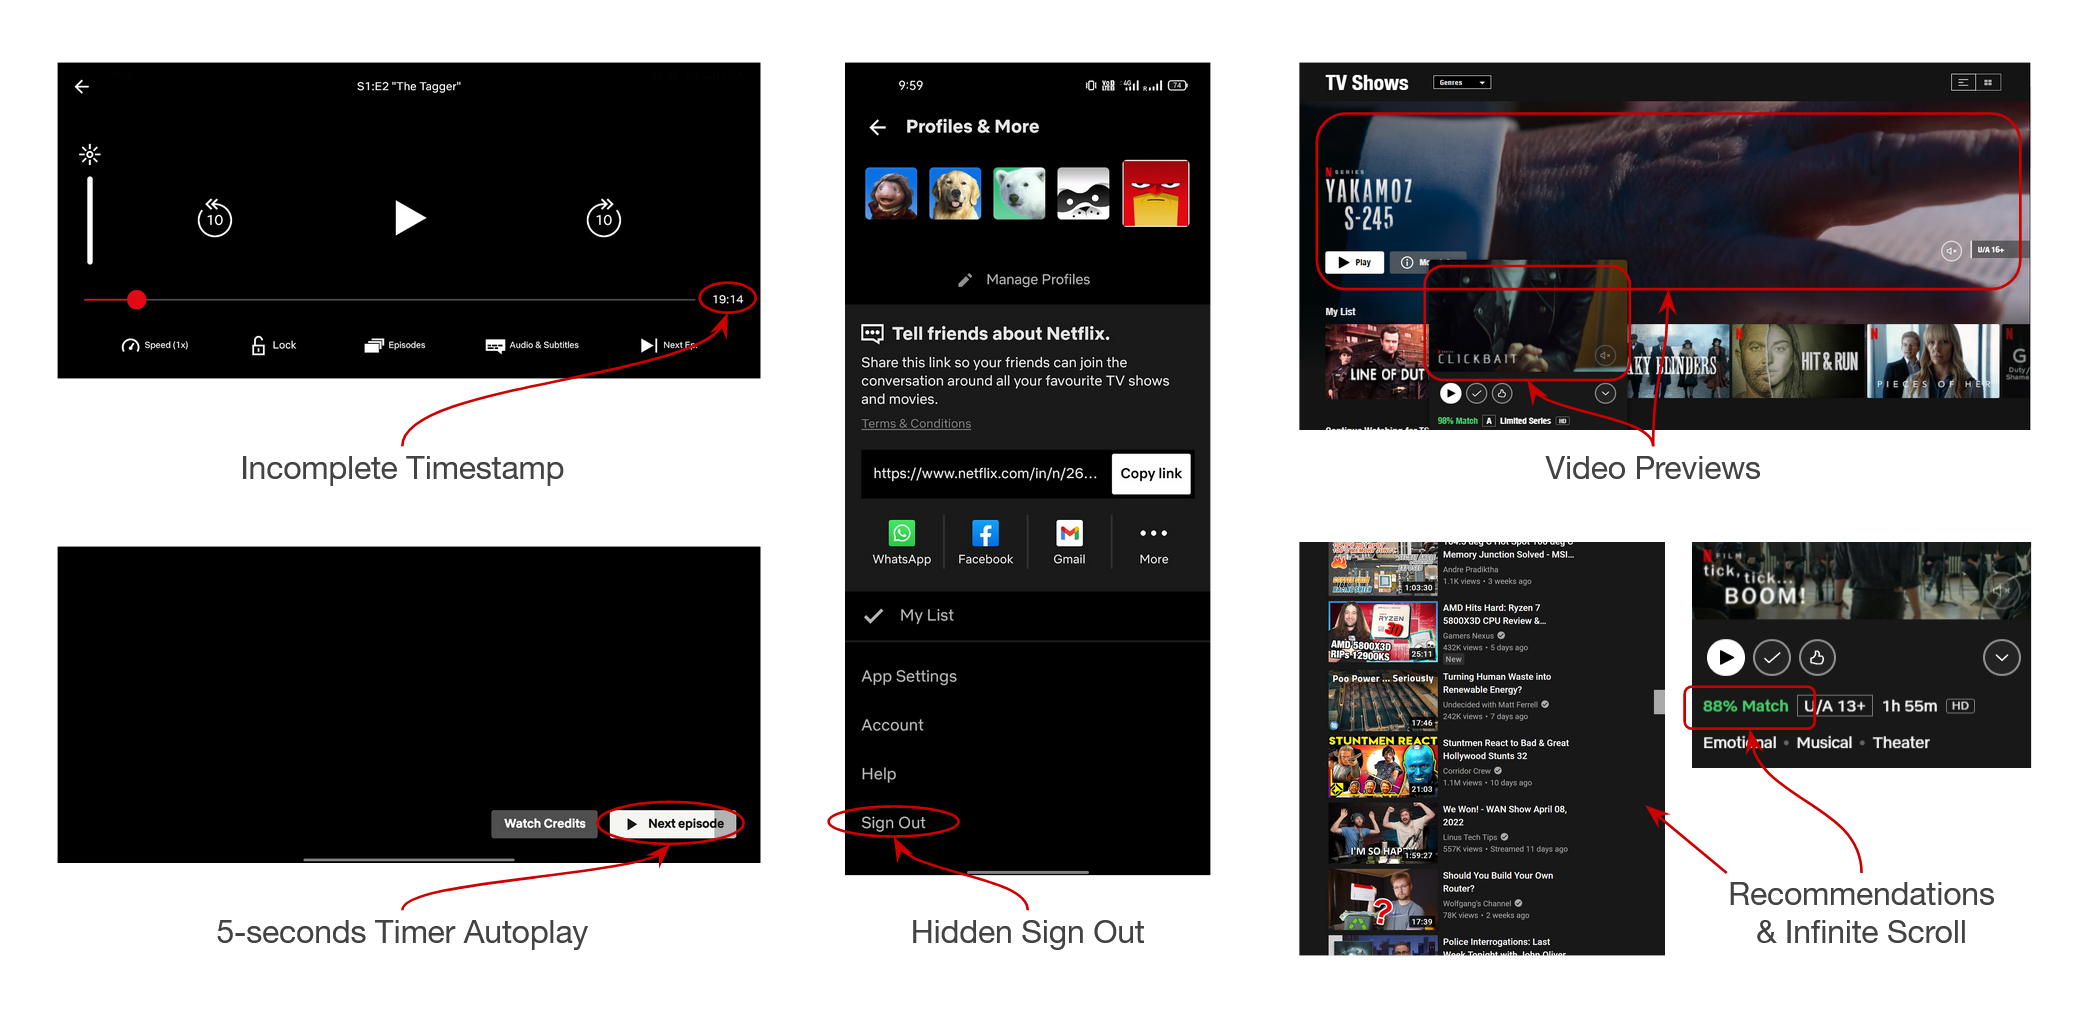 S1:E2 "The Tagger"
10
10
19:14
Speed (1x)
Lock
Episodes
Audio & Subtitles
Next Ep.
Incomplete Timestamp
Watch Credits
Next episode
5-seconds Timer Autoplay
9:59
74
Profiles & More
Manage Profiles
Tell friends about Netflix.
Share this link so your friends can join the
conversation around all your favourite TV shows
and movies.
Terms & Conditions
https://www.netflix.com/in/n/26...
Copy link
WhatsApp
Facebook
Gmail
More
My List
App Settings
Account
Help
Sign Out
Hidden Sign Out
TV Shows
Genres
N SERIES
YAKAMOZ
S-245
Play
U/A 16+
My List
LINE OF DUT
CLICKBAIT
KY BLINDERS
HIT & RUN
PIECES OF HER
G
Duty/
Shame
98% Match A Limited Series HD
Continue Watching for
Video Previews
Memory Junction Solved - MSI...
Andre Pradiktha
1.1K views • 3 weeks ago
1:03:30
AMD Hits Hard: Ryzen 7
5800X3D CPU Review &...
Gamers Nexus
432K views • 5 days ago
New
RYZEN
3D
AMD 5800X3D
RIPs 12900KS
25:11
Poo Power ... Seriously
17:46
Turning Human Waste into
Renewable Energy?
Undecided with Matt Ferrell
242K views • 7 days ago
STUNTMEN REACT
21:03
Stuntmen React to Bad & Great
Hollywood Stunts 32
Corridor Crew
1.1M views • 10 days ago
I'M SO HAP
1:59:27
We Won! - WAN Show April 08,
2022
Linus Tech Tips
557K views • Streamed 11 days ago
?
17:39
Should You Build Your Own
Router?
Wolfgang's Channel
78K views • 2 weeks ago
Police Interrogations: Last
Week Tonight with John Oliver
N FILM
tick, tick...
BOOM!
88% Match U/A 13+ 1h 55m HD
Emotional • Musical • Theater
Recommendations
& Infinite Scroll